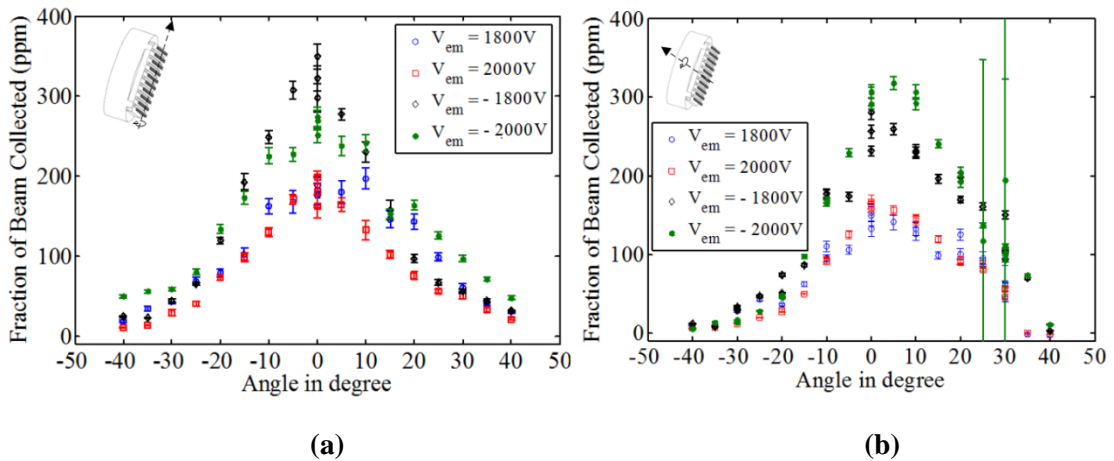 400
300
200
100
0
Fraction of Beam Collected (ppm)
V_em = 1800V
V_em = 2000V
V_em = - 1800V
V_em = - 2000V
-50 -40 -30 -20 -10 0 10 20 30 40 50
Angle in degree
(a)
400
300
200
100
0
Fraction of Beam Collected (ppm)
V_em = 1800V
V_em = 2000V
V_em = - 1800V
V_em = - 2000V
-50 -40 -30 -20 -10 0 10 20 30 40 50
Angle in degree
(b)